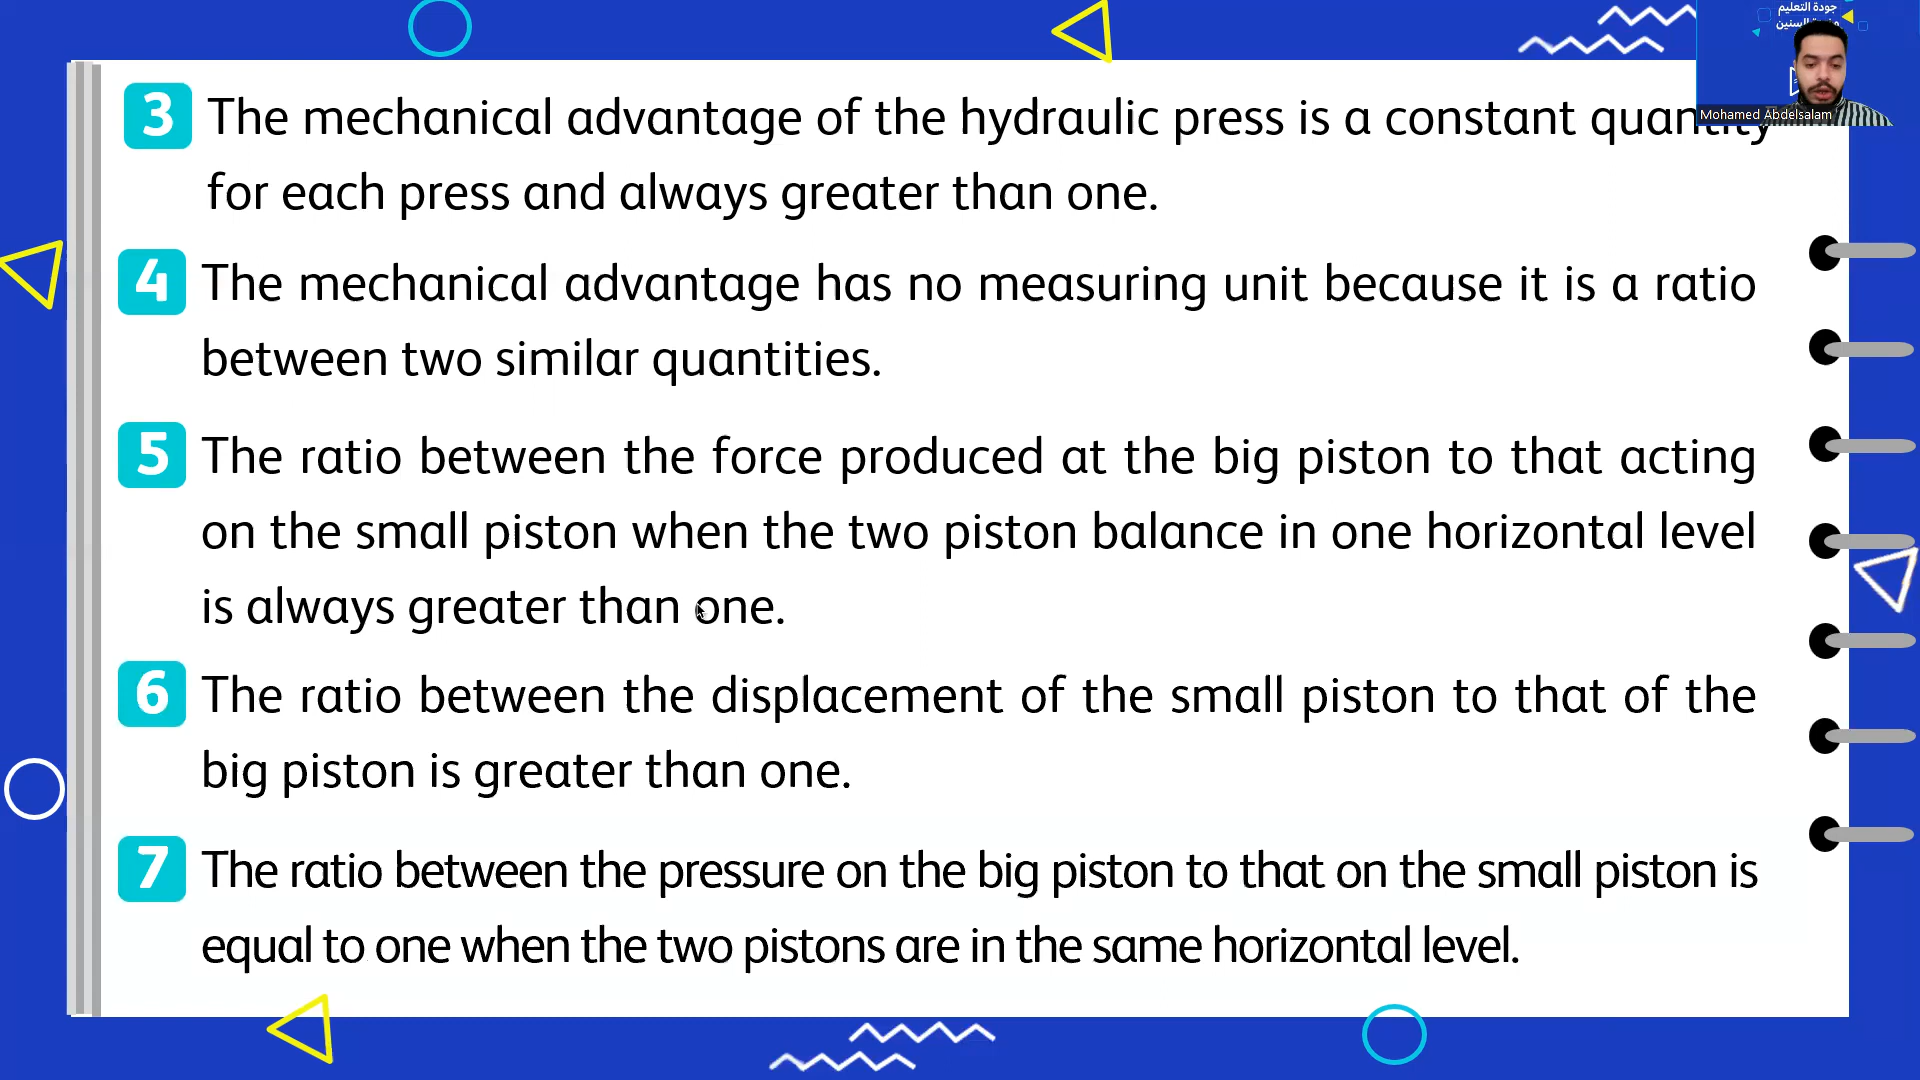 جودة التعليم
3 The mechanical advantage of the hydraulic press is a constant quantity
Mohamed Abdelsalam
for each press and always greater than one.
4 The mechanical advantage has no measuring unit because it is a ratio
between two similar quantities.
5 The ratio between the force produced at the big piston to that acting
on the small piston when the two piston balance in one horizontal level
is always greater than one.
6 The ratio between the displacement of the small piston to that of the
big piston is greater than one.
7 The ratio between the pressure on the big piston to that on the small piston is
equal to one when the two pistons are in the same horizontal level.